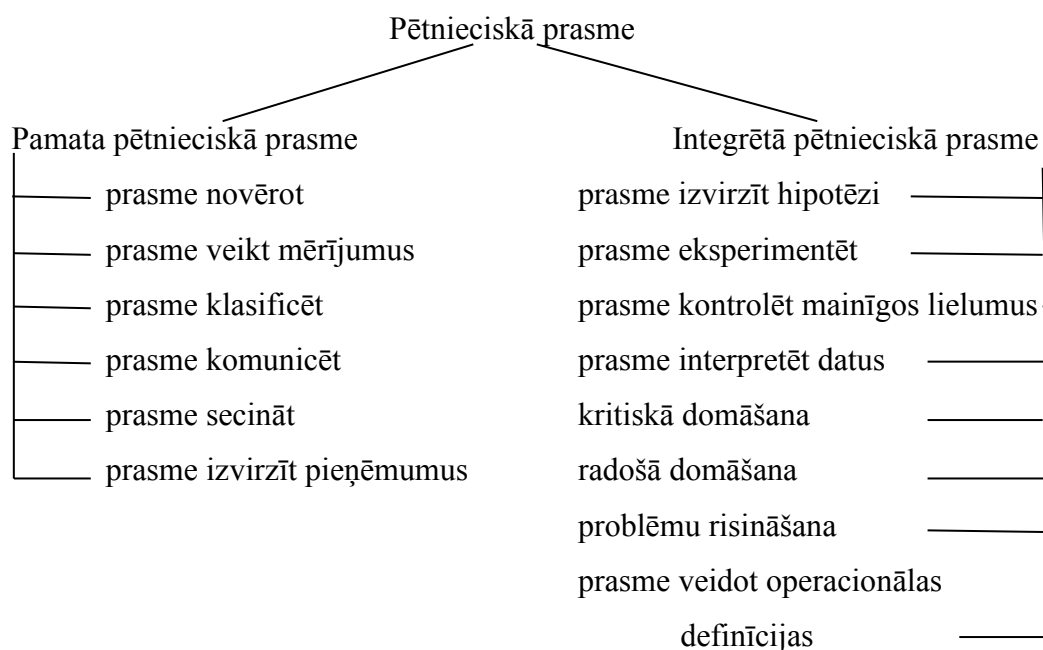 Pētnieciskā prasme
Pamata pētnieciskā prasme
prasme novērot
prasme veikt mērījumus
prasme klasificēt
prasme komunicēt
prasme secināt
prasme izvirzīt pieņēmumus
Integrētā pētnieciskā prasme
prasme izvirzīt hipotēzi
prasme eksperimentēt
prasme kontrolēt mainīgos lielumus
prasme interpretēt datus
kritiskā domāšana
radošā domāšana
problēmu risināšana
prasme veidot operacionālas
definīcijas